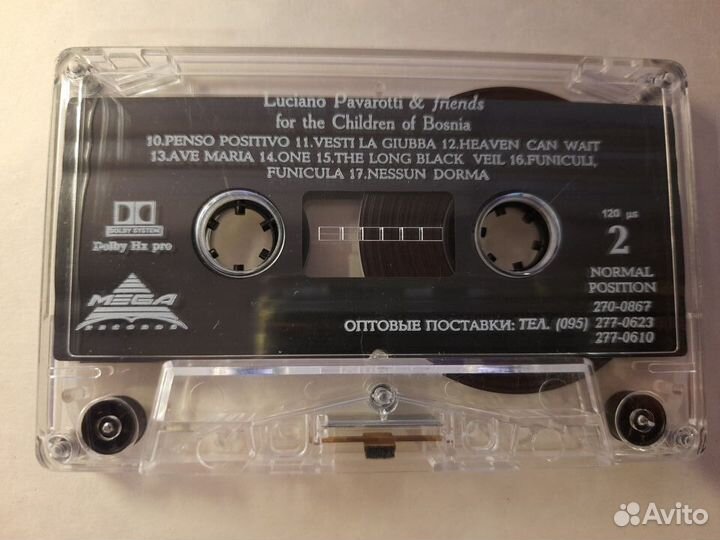 Luciano Pavarotti & friends
for the Children of Bosnia
10.PENSO POSITIVO 11.VESTI LA GIUBBA 12.HEAVEN CAN WAIT
13.AVE MARIA 14.ONE 15.THE LONG BLACK VEIL 16.FUNICULI,
FUNICULA 17.NESSUN DORMA
DOLBY SYSTEM
Dolby Hx pro
MEGA
RECORDS
120 µs
2
NORMAL
POSITION
270-0867
ОПТОВЫЕ ПОСТАВКИ: ТЕЛ. (095) 277-0623
277-0610
Avito